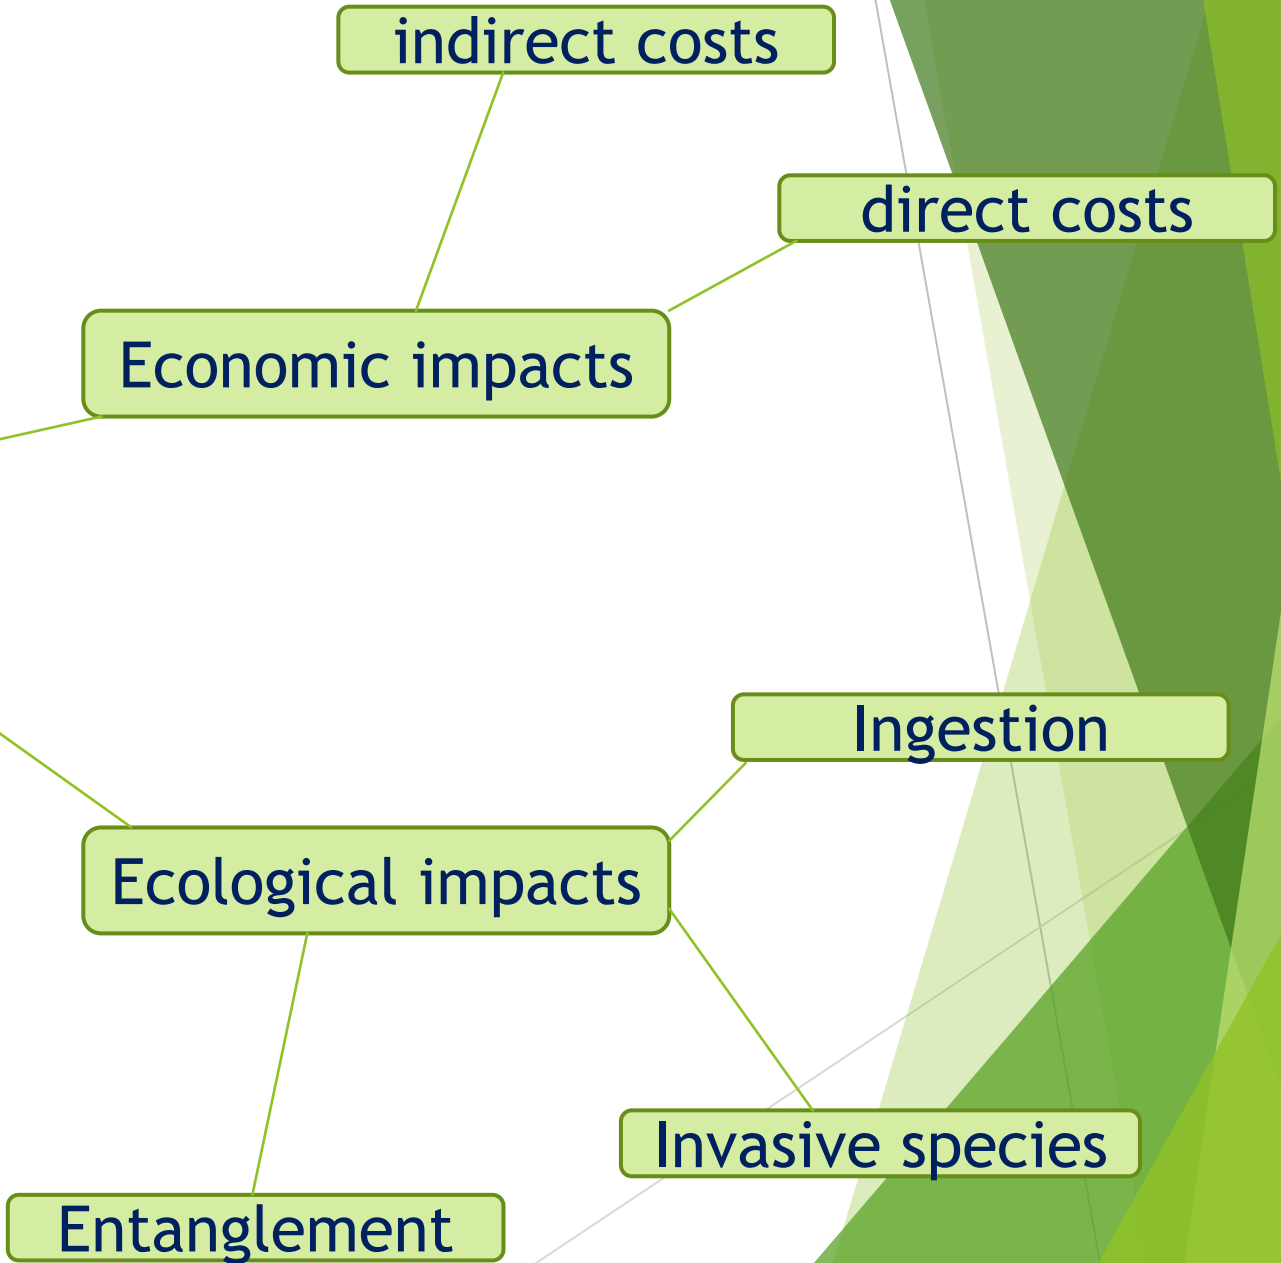 indirect costs
direct costs
Economic impacts
Ingestion
Ecological impacts
Invasive species
Entanglement